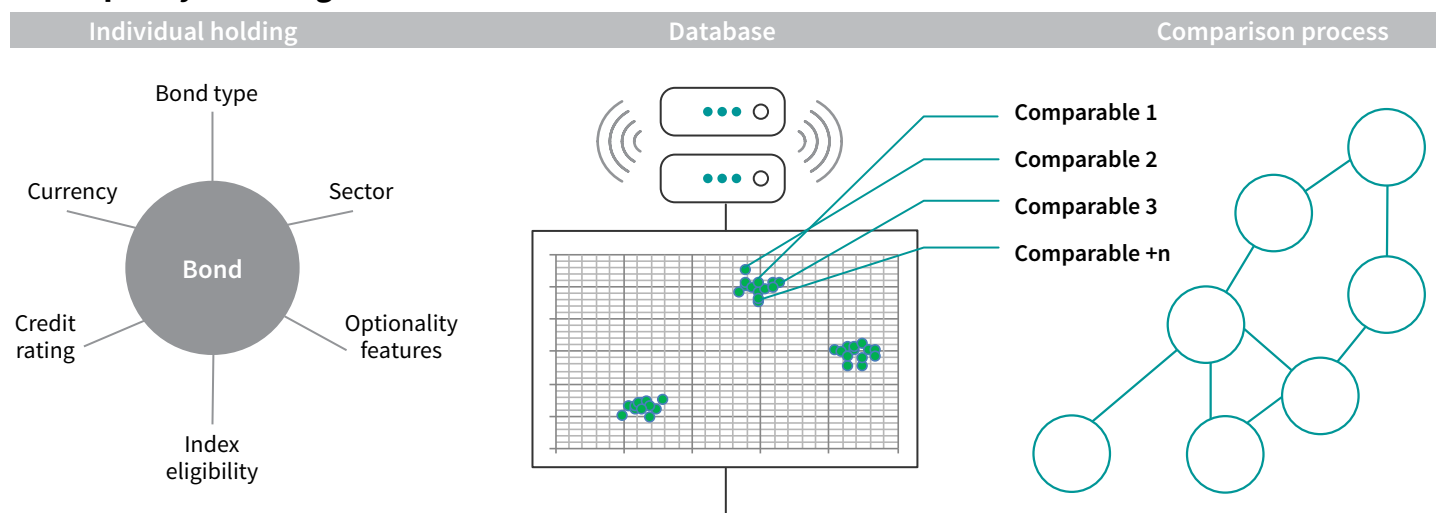 Individual holding
Database
Comparison process
Bond type
Currency
Sector
Bond
Credit
rating
Optionality
features
Index
eligibility
Comparable 1
Comparable 2
Comparable 3
Comparable +n